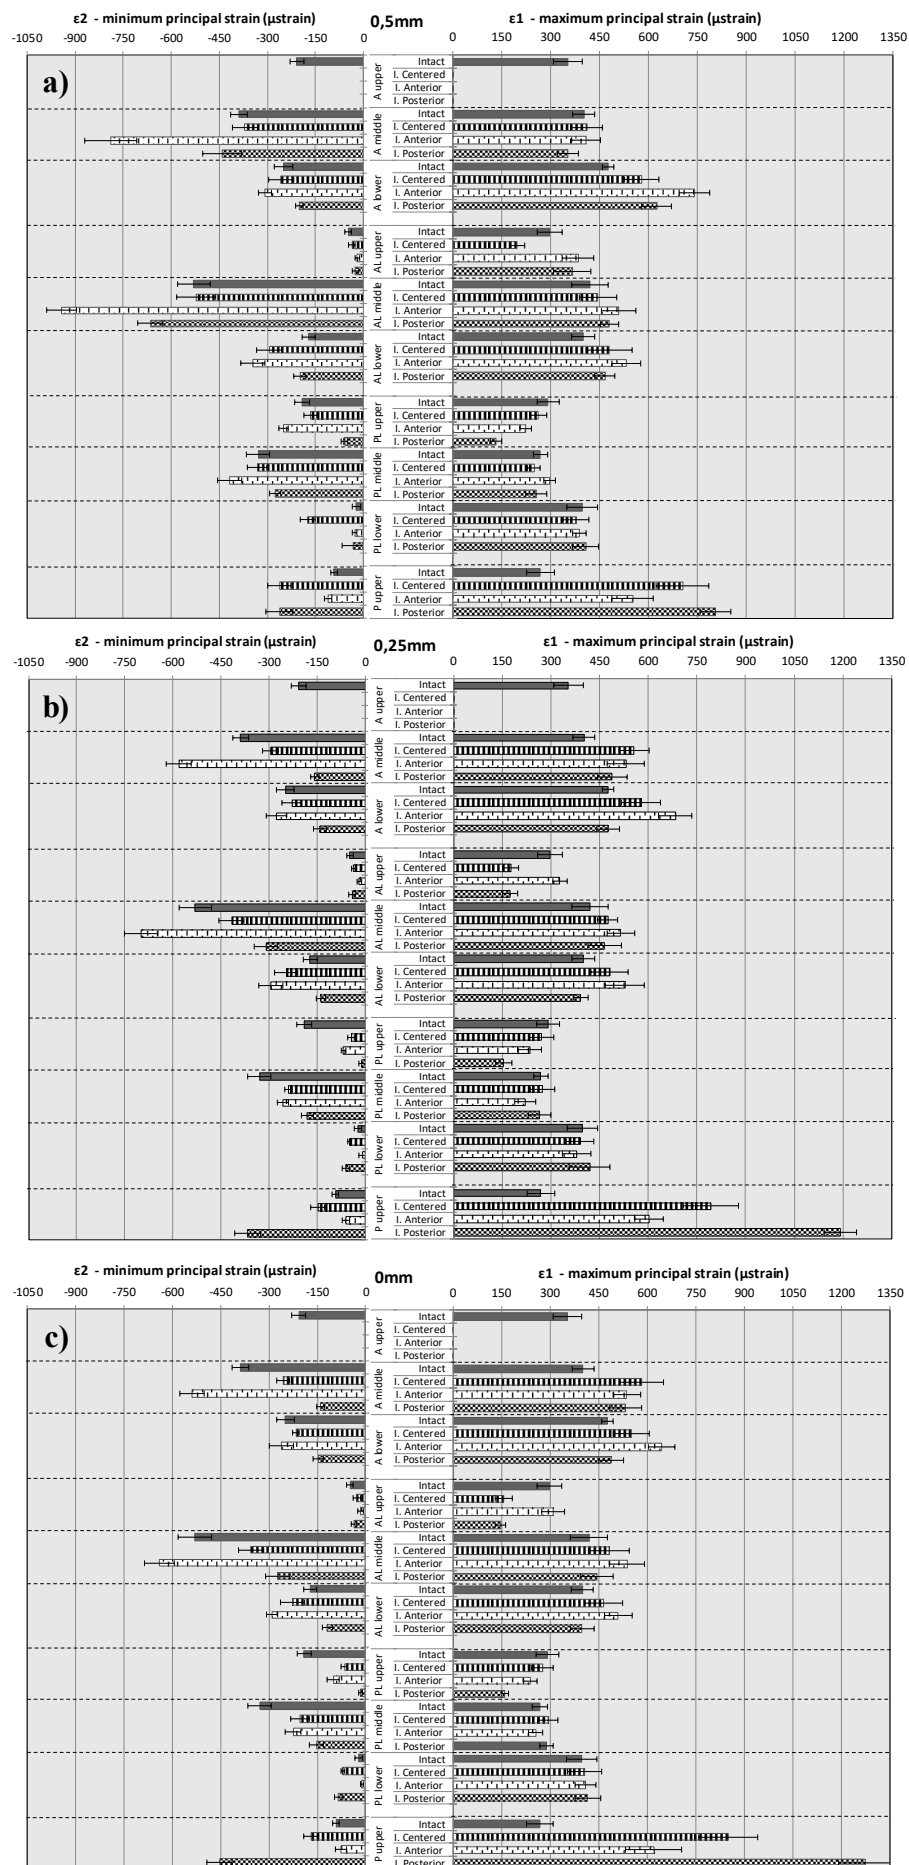 ε2 - minimum principal strain (µstrain) 0,5mm ε1 - maximum principal strain (µstrain)
-1050 -900 -750 -600 -450 -300 -150 0 0 150 300 450 600 750 900 1050 1200 1350
a)
A upper
Intact
I. Centered
I. Anterior
I. Posterior
A middle
Intact
I. Centered
I. Anterior
I. Posterior
A lower
Intact
I. Centered
I. Anterior
I. Posterior
AL upper
Intact
I. Centered
I. Anterior
I. Posterior
AL middle
Intact
I. Centered
I. Anterior
I. Posterior
AL lower
Intact
I. Centered
I. Anterior
I. Posterior
PL upper
Intact
I. Centered
I. Anterior
I. Posterior
PL middle
Intact
I. Centered
I. Anterior
I. Posterior
PL lower
Intact
I. Centered
I. Anterior
I. Posterior
P upper
Intact
I. Centered
I. Anterior
I. Posterior
ε2 - minimum principal strain (µstrain) 0,25mm ε1 - maximum principal strain (µstrain)
-1050 -900 -750 -600 -450 -300 -150 0 0 150 300 450 600 750 900 1050 1200 1350
b)
A upper
Intact
I. Centered
I. Anterior
I. Posterior
A middle
Intact
I. Centered
I. Anterior
I. Posterior
A lower
Intact
I. Centered
I. Anterior
I. Posterior
AL upper
Intact
I. Centered
I. Anterior
I. Posterior
AL middle
Intact
I. Centered
I. Anterior
I. Posterior
AL lower
Intact
I. Centered
I. Anterior
I. Posterior
PL upper
Intact
I. Centered
I. Anterior
I. Posterior
PL middle
Intact
I. Centered
I. Anterior
I. Posterior
PL lower
Intact
I. Centered
I. Anterior
I. Posterior
P upper
Intact
I. Centered
I. Anterior
I. Posterior
ε2 - minimum principal strain (µstrain) 0mm ε1 - maximum principal strain (µstrain)
-1050 -900 -750 -600 -450 -300 -150 0 0 150 300 450 600 750 900 1050 1200 1350
c)
A upper
Intact
I. Centered
I. Anterior
I. Posterior
A middle
Intact
I. Centered
I. Anterior
I. Posterior
A lower
Intact
I. Centered
I. Anterior
I. Posterior
AL upper
Intact
I. Centered
I. Anterior
I. Posterior
AL middle
Intact
I. Centered
I. Anterior
I. Posterior
AL lower
Intact
I. Centered
I. Anterior
I. Posterior
PL upper
Intact
I. Centered
I. Anterior
I. Posterior
PL middle
Intact
I. Centered
I. Anterior
I. Posterior
PL lower
Intact
I. Centered
I. Anterior
I. Posterior
P upper
Intact
I. Centered
I. Anterior
I. Posterior